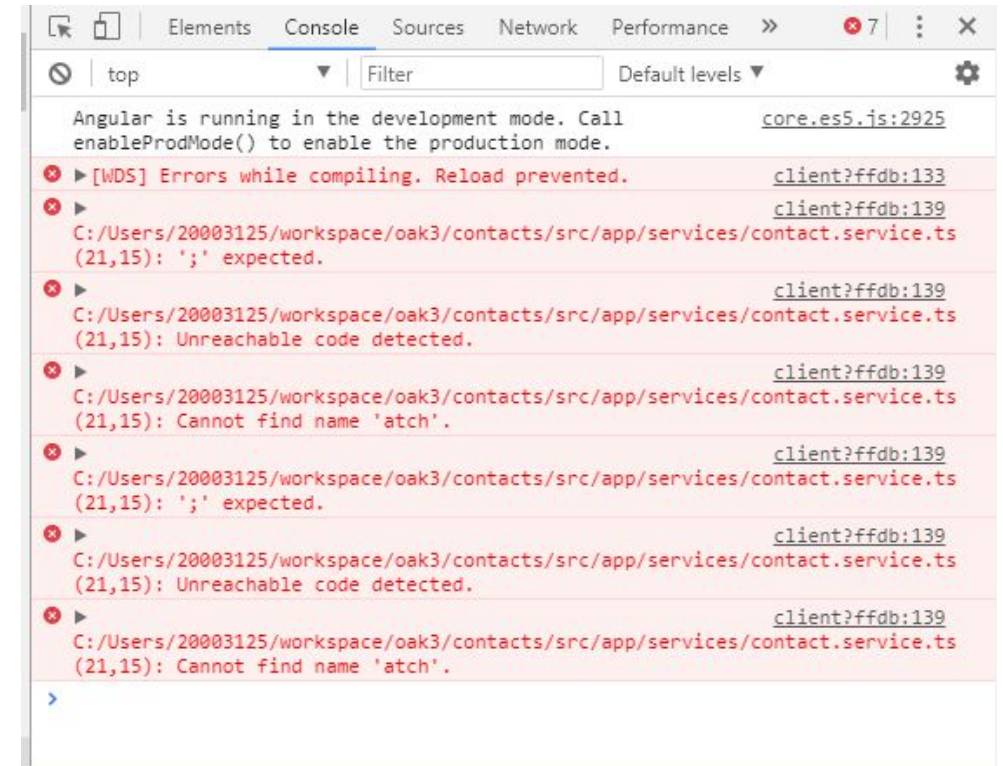 Elements Console Sources Network Performance » 7
top ▼ Filter Default levels ▼
Angular is running in the development mode. Call core.es5.js:2925
enableProdMode() to enable the production mode.
▶[WDS] Errors while compiling. Reload prevented. client?ffdb:133
▶ client?ffdb:139
C:/Users/20003125/workspace/oak3/contacts/src/app/services/contact.service.ts
(21,15): ';' expected.
▶ client?ffdb:139
C:/Users/20003125/workspace/oak3/contacts/src/app/services/contact.service.ts
(21,15): Unreachable code detected.
▶ client?ffdb:139
C:/Users/20003125/workspace/oak3/contacts/src/app/services/contact.service.ts
(21,15): Cannot find name 'atch'.
▶ client?ffdb:139
C:/Users/20003125/workspace/oak3/contacts/src/app/services/contact.service.ts
(21,15): ';' expected.
▶ client?ffdb:139
C:/Users/20003125/workspace/oak3/contacts/src/app/services/contact.service.ts
(21,15): Unreachable code detected.
▶ client?ffdb:139
C:/Users/20003125/workspace/oak3/contacts/src/app/services/contact.service.ts
(21,15): Cannot find name 'atch'.
>